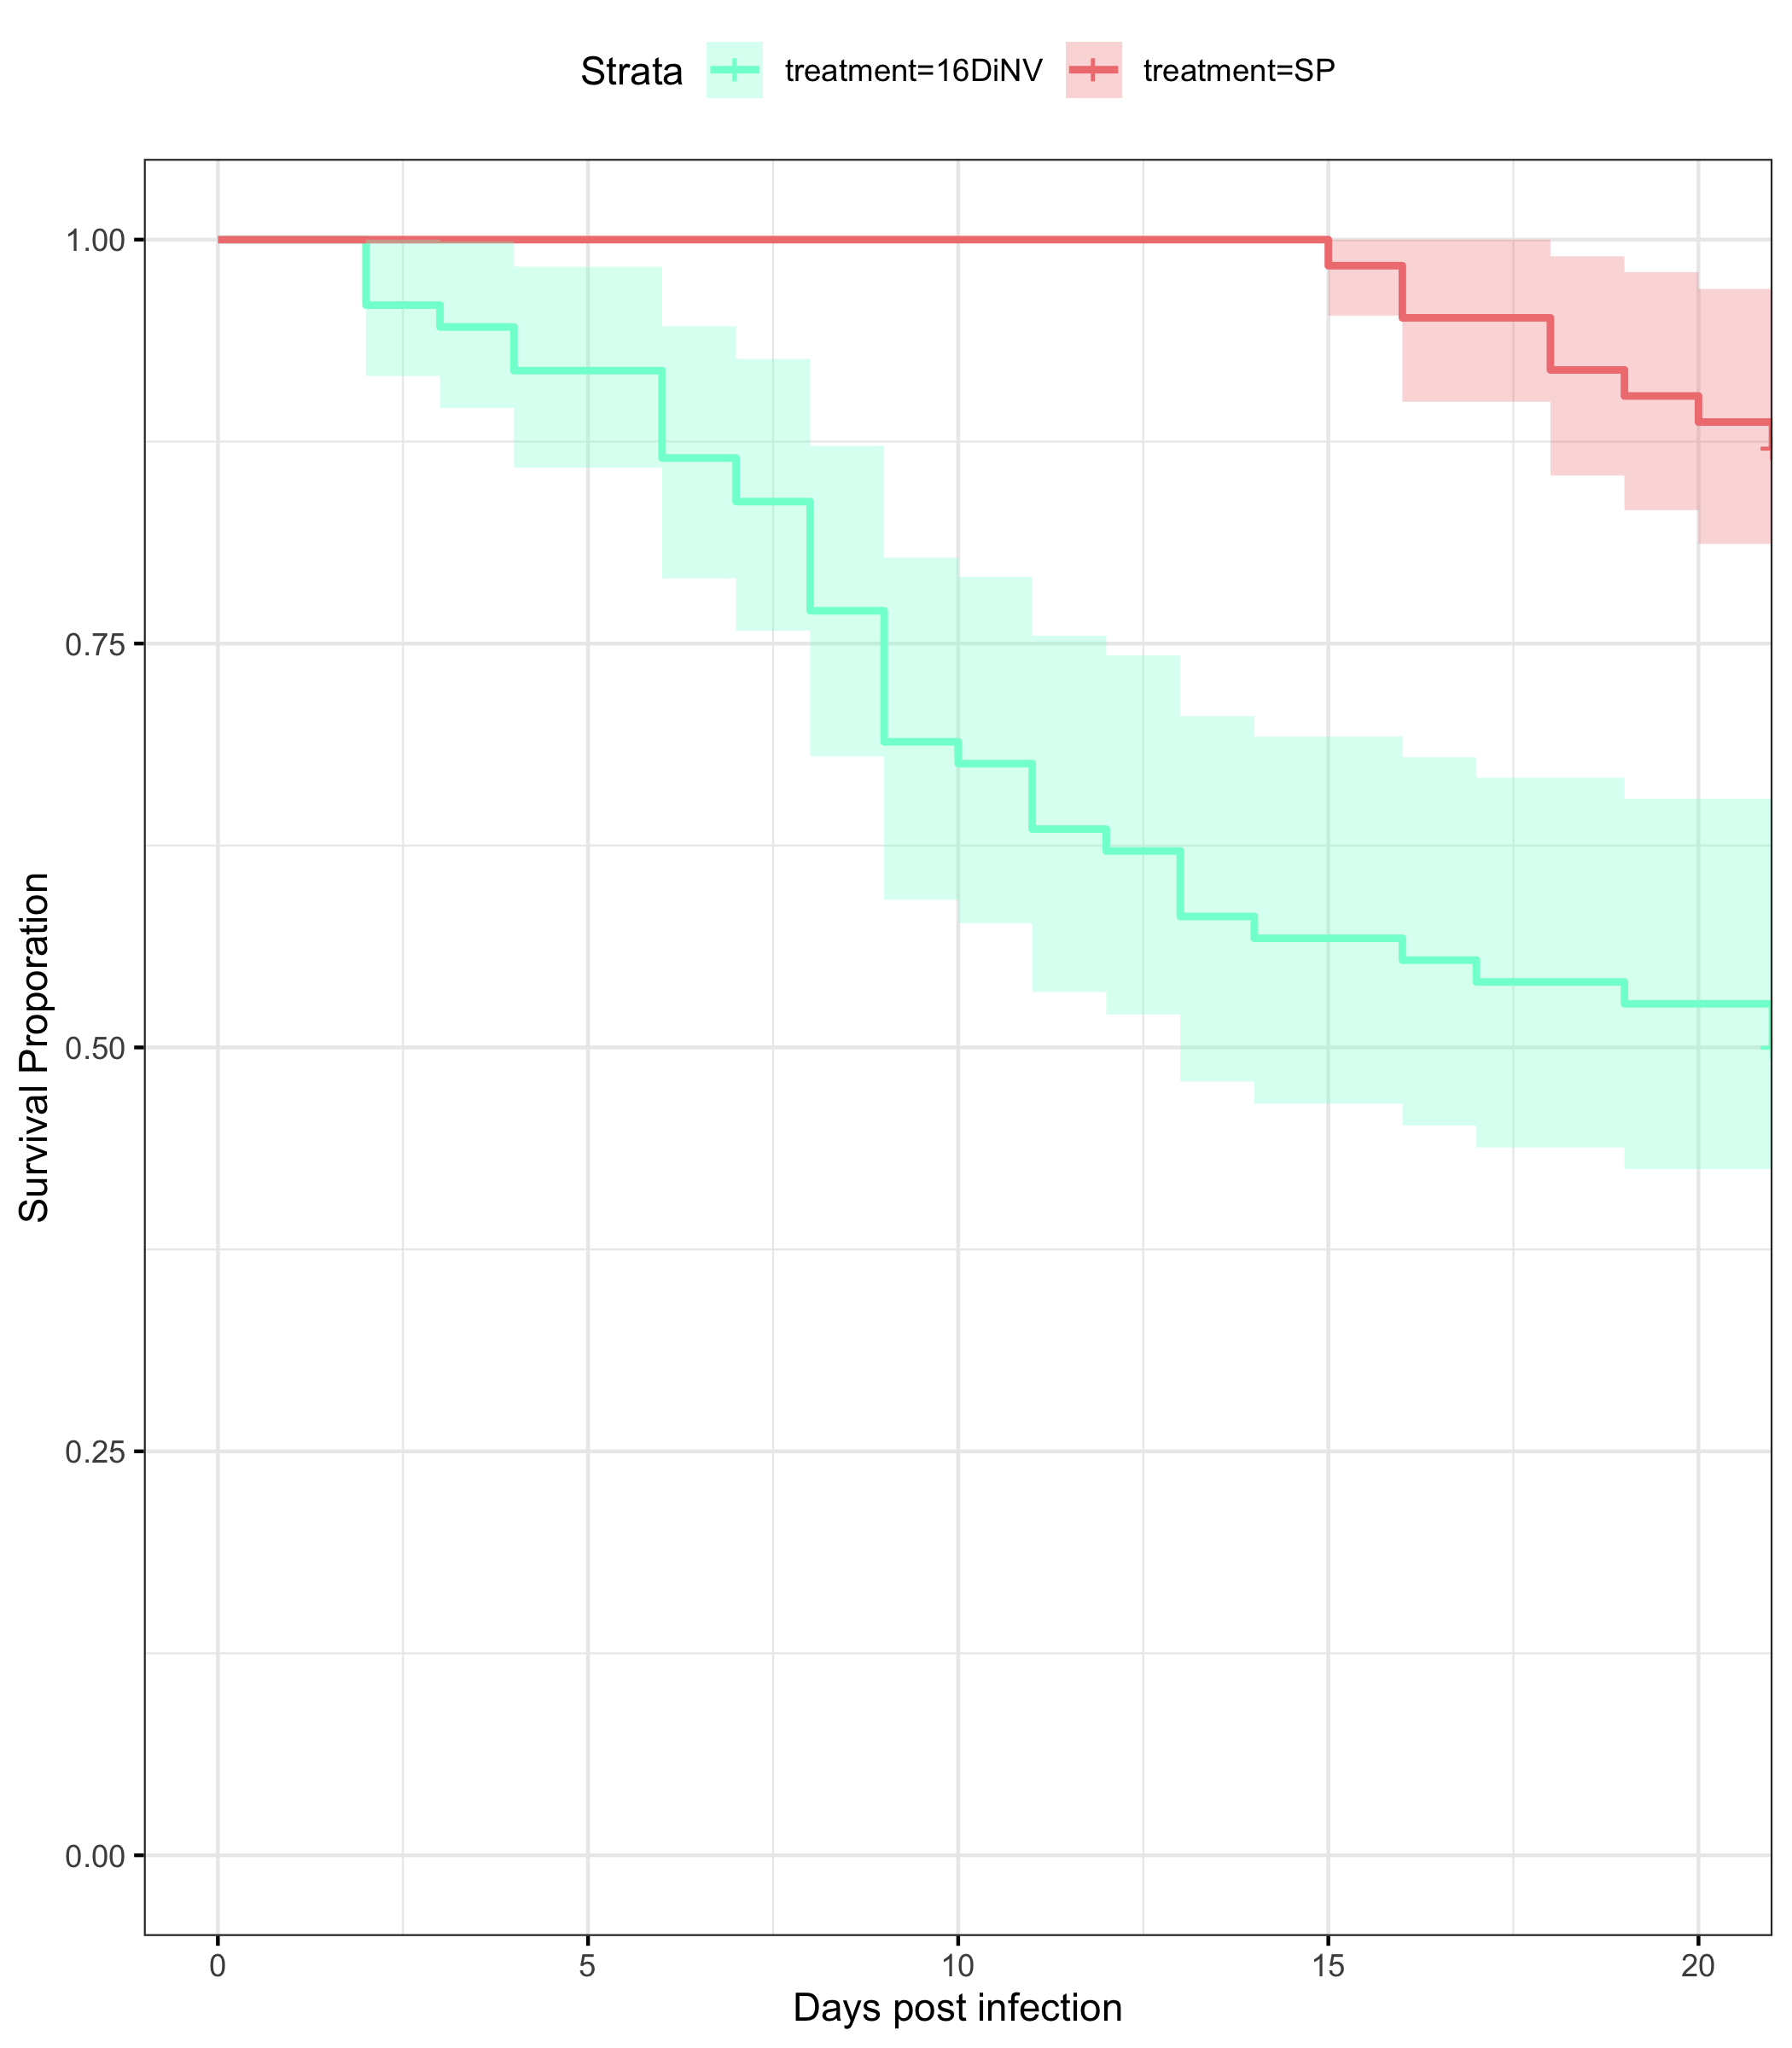 Strata treatment=16DiNV treatment=SP
1.00
0.75
0.50
0.25
0.00
Survival Proporation
0 5 10 15 20
Days post infection